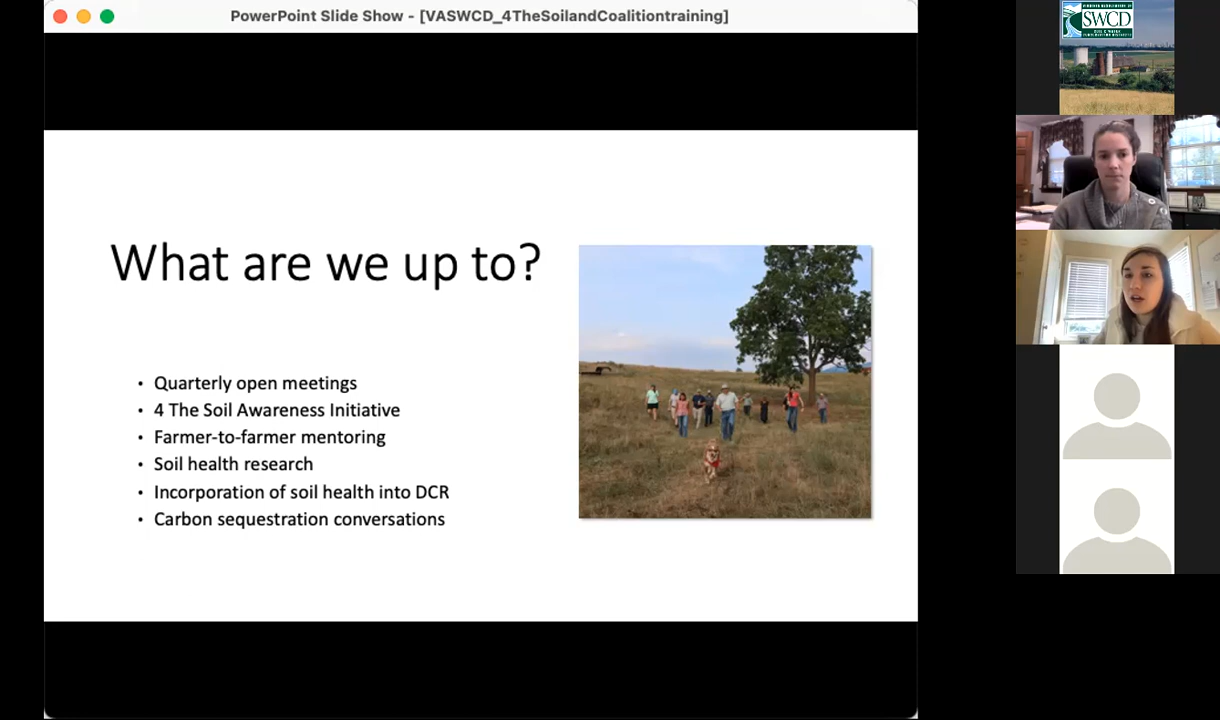 PowerPoint Slide Show - [VASWCD_4TheSoilandCoalitiontraining]
SWCD
What are we up to?
• Quarterly open meetings
• 4 The Soil Awareness Initiative
• Farmer-to-farmer mentoring
• Soil health research
• Incorporation of soil health into DCR
• Carbon sequestration conversations